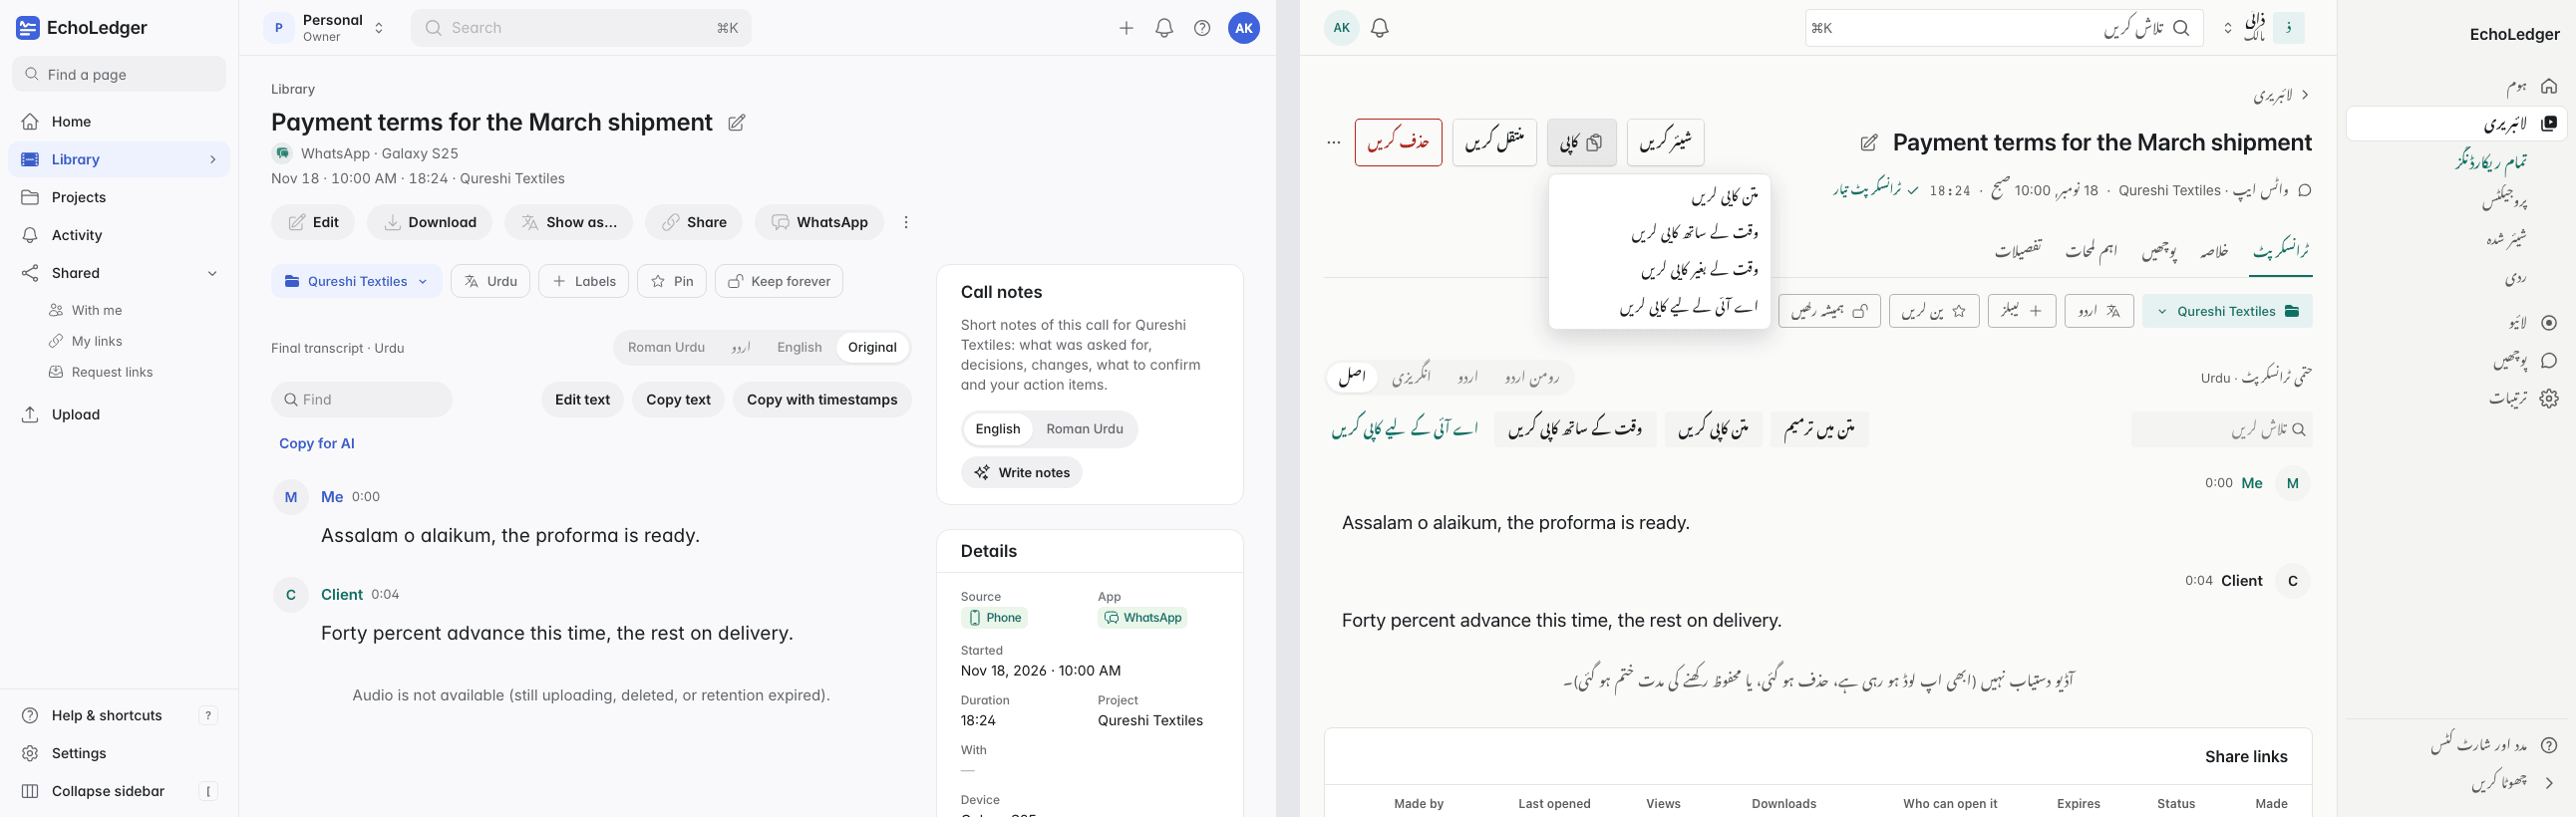 EchoLedger
Find a page
Home
Library
Projects
Activity
Shared
With me
My links
Request links
Upload
Help & shortcuts ?
Settings
Collapse sidebar [
P Personal
Owner
Search ⌘K
AK
Library
Payment terms for the March shipment
WhatsApp · Galaxy S25
Nov 18 · 10:00 AM · 18:24 · Qureshi Textiles
Edit Download Show as... Share WhatsApp
Qureshi Textiles Urdu Labels Pin Keep forever
Final transcript · Urdu
Roman Urdu اردو English Original
Find Edit text Copy text Copy with timestamps
Copy for AI
M Me 0:00
Assalam o alaikum, the proforma is ready.
C Client 0:04
Forty percent advance this time, the rest on delivery.
Audio is not available (still uploading, deleted, or retention expired).
Call notes
Short notes of this call for Qureshi
Textiles: what was asked for,
decisions, changes, what to confirm
and your action items.
English Roman Urdu
Write notes
Details
Source App
Phone WhatsApp
Started
Nov 18, 2026 · 10:00 AM
Duration Project
18:24 Qureshi Textiles
With
—
Device
EchoLedger
ہوم
لائبریری
تمام ریکارڈنگز
پروجیکٹس
شیئر شدہ
ردی
لائیو
پوچھیں
ترتیبات
مدد اور شارٹ کٹس
چھوٹا کریں
ذ ذاتی
مالک
تلاش کریں ⌘K
AK
لائبریری
Payment terms for the March shipment
شیئر کریں کاپی منتقل کریں حذف کریں
واٹس ایپ · Qureshi Textiles · 18 نومبر, 10:00 صبح · 18:24 · ٹرانسکرپٹ تیار
متن کاپی کریں
وقت کے ساتھ کاپی کریں
وقت کے بغیر کاپی کریں
اے آئی کے لیے کاپی کریں
ٹرانسکرپٹ خلاصہ پوچھیں اہم لمحات تفصیلات
Qureshi Textiles اردو لیبلز پن کریں ہمیشہ رکھیں
حتمی ٹرانسکرپٹ · Urdu
رومن اردو اردو انگریزی اصل
تلاش کریں متن میں ترمیم متن کاپی کریں وقت کے ساتھ کاپی کریں اے آئی کے لیے کاپی کریں
M Me 0:00
Assalam o alaikum, the proforma is ready.
C Client 0:04
Forty percent advance this time, the rest on delivery.
آڈیو دستیاب نہیں (ابھی اپ لوڈ ہو رہی ہے، حذف ہو گئی، یا محفوظ رکھنے کی مدت ختم ہو گئی)۔
Share links
Made by Last opened Views Downloads Who can open it Expires Status Made